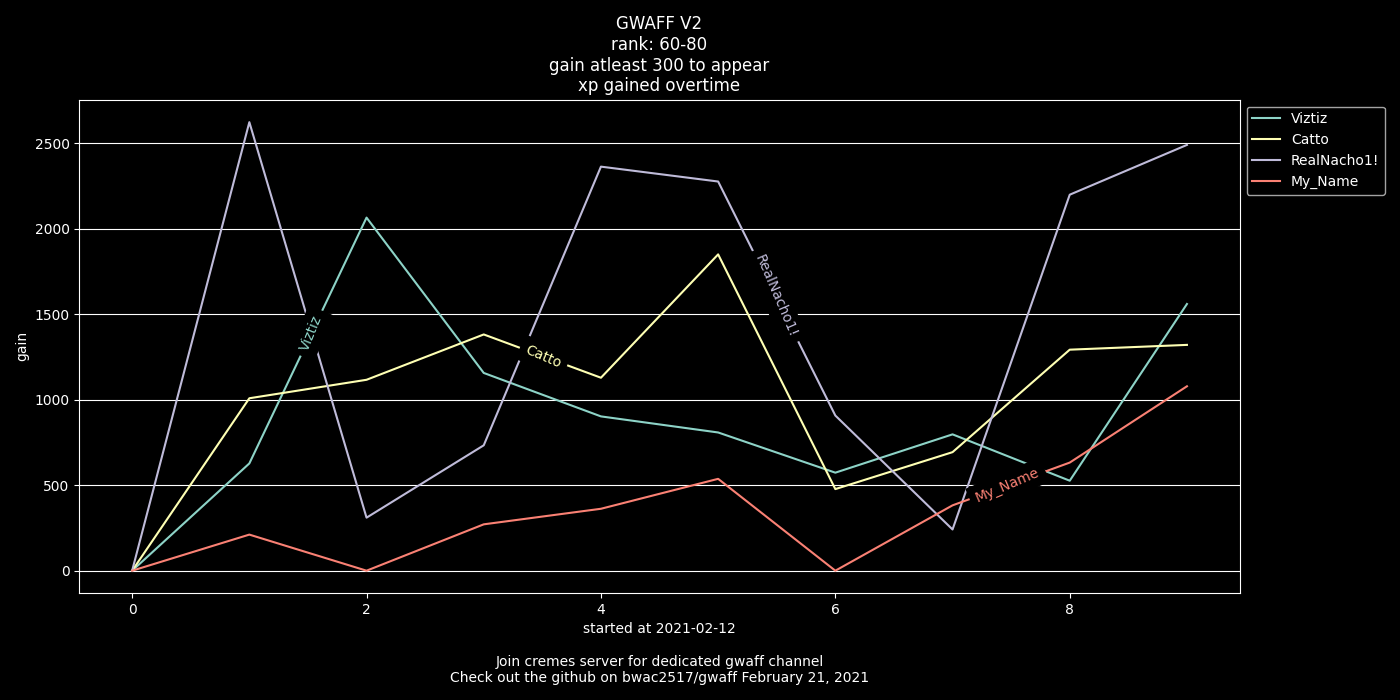 GWAFF V2
rank: 60-80
gain atleast 300 to appear
xp gained overtime
Viztiz
Catto
RealNacho1!
My_Name
2500
2000
1500
1000
500
0
gain
Viztiz
Catto
RealNacho1!
My_Name
0 2 4 6 8
started at 2021-02-12
Join cremes server for dedicated gwaff channel
Check out the github on bwac2517/gwaff February 21, 2021